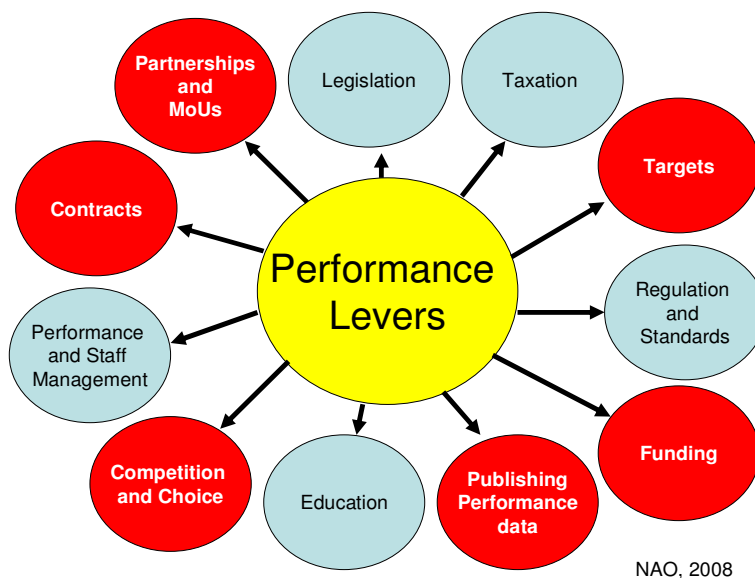 Partnerships
and
MoUs
Legislation
Taxation
Targets
Contracts
Performance
Levers
Regulation
and
Standards
Performance
and Staff
Management
Funding
Competition
and Choice
Education
Publishing
Performance
data
NAO, 2008